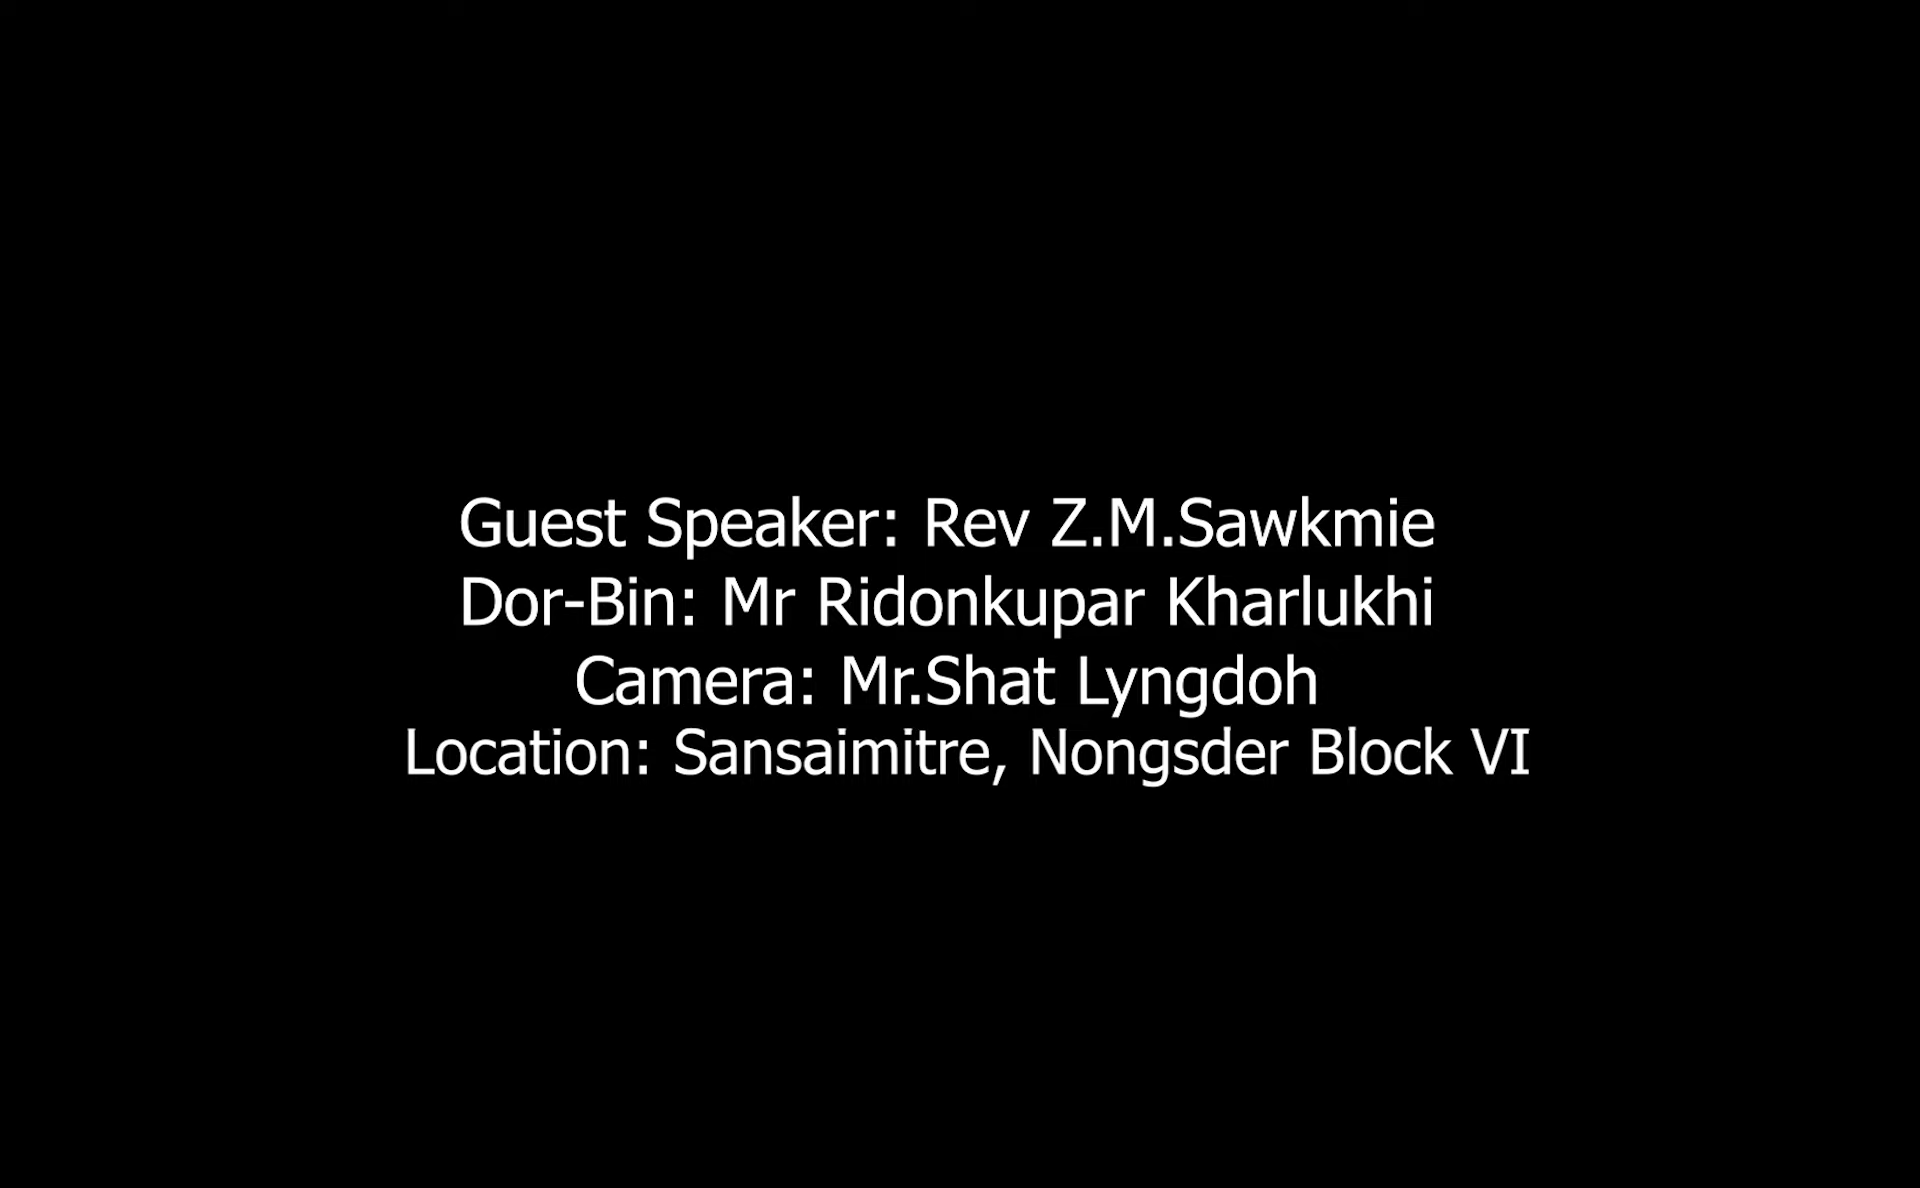 Guest Speaker: Rev Z.M.Sawkmie
Dor-Bin: Mr Ridonkupar Kharlukhi
Camera: Mr.Shat Lyngdoh
Location: Sansaimitre, Nongsder Block VI